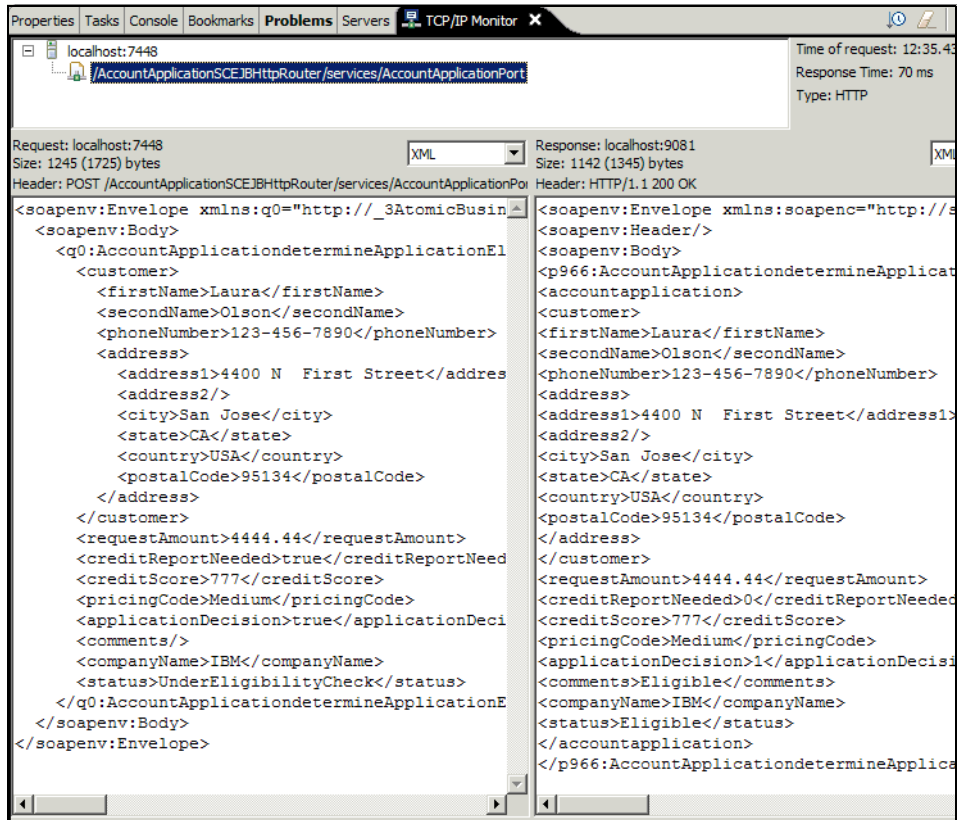 Properties Tasks Console Bookmarks Problems Servers TCP/IP Monitor
localhost:7448
/AccountApplicationSCEJBHttpRouter/services/AccountApplicationPort
Time of request: 12:35.43
Response Time: 70 ms
Type: HTTP
Request: localhost:7448
Size: 1245 (1725) bytes
XML
Header: POST /AccountApplicationSCEJBHttpRouter/services/AccountApplicationPor
<soapenv:Envelope xmlns:q0="http://_3AtomicBusin
<soapenv:Body>
<q0:AccountApplicationdetermineApplicationEl
<customer>
<firstName>Laura</firstName>
<secondName>Olson</secondName>
<phoneNumber>123-456-7890</phoneNumber>
<address>
<address1>4400 N  First Street</addres
<address2/>
<city>San Jose</city>
<state>CA</state>
<country>USA</country>
<postalCode>95134</postalCode>
</address>
</customer>
<requestAmount>4444.44</requestAmount>
<creditReportNeeded>true</creditReportNeed
<creditScore>777</creditScore>
<pricingCode>Medium</pricingCode>
<applicationDecision>true</applicationDeci
<comments/>
<companyName>IBM</companyName>
<status>UnderEligibilityCheck</status>
</q0:AccountApplicationdetermineApplicationE
</soapenv:Body>
</soapenv:Envelope>
Response: localhost:9081
Size: 1142 (1345) bytes
XML
Header: HTTP/1.1 200 OK
<soapenv:Envelope xmlns:soapenc="http://s
<soapenv:Header/>
<soapenv:Body>
<p966:AccountApplicationdetermineApplicat
<accountapplication>
<customer>
<firstName>Laura</firstName>
<secondName>Olson</secondName>
<phoneNumber>123-456-7890</phoneNumber>
<address>
<address1>4400 N  First Street</address1>
<address2/>
<city>San Jose</city>
<state>CA</state>
<country>USA</country>
<postalCode>95134</postalCode>
</address>
</customer>
<requestAmount>4444.44</requestAmount>
<creditReportNeeded>0</creditReportNeeded
<creditScore>777</creditScore>
<pricingCode>Medium</pricingCode>
<applicationDecision>1</applicationDecisi
<comments>Eligible</comments>
<companyName>IBM</companyName>
<status>Eligible</status>
</accountapplication>
</p966:AccountApplicationdetermineApplica